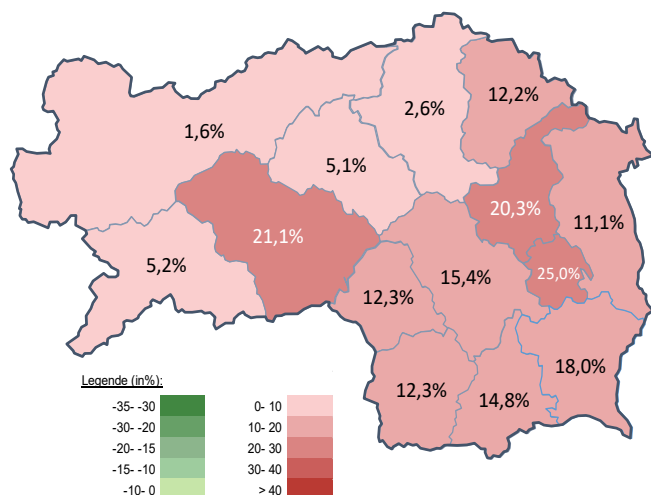 12,2%
2,6%
1,6%
5,1%
20,3%
11,1%
21,1%
5,2%
15,4%
25,0%
12,3%
18,0%
12,3%
14,8%
Legende (in%):
-35- -30 0- 10
-30- -20 10- 20
-20- -15 20- 30
-15- -10 30- 40
-10- 0 > 40